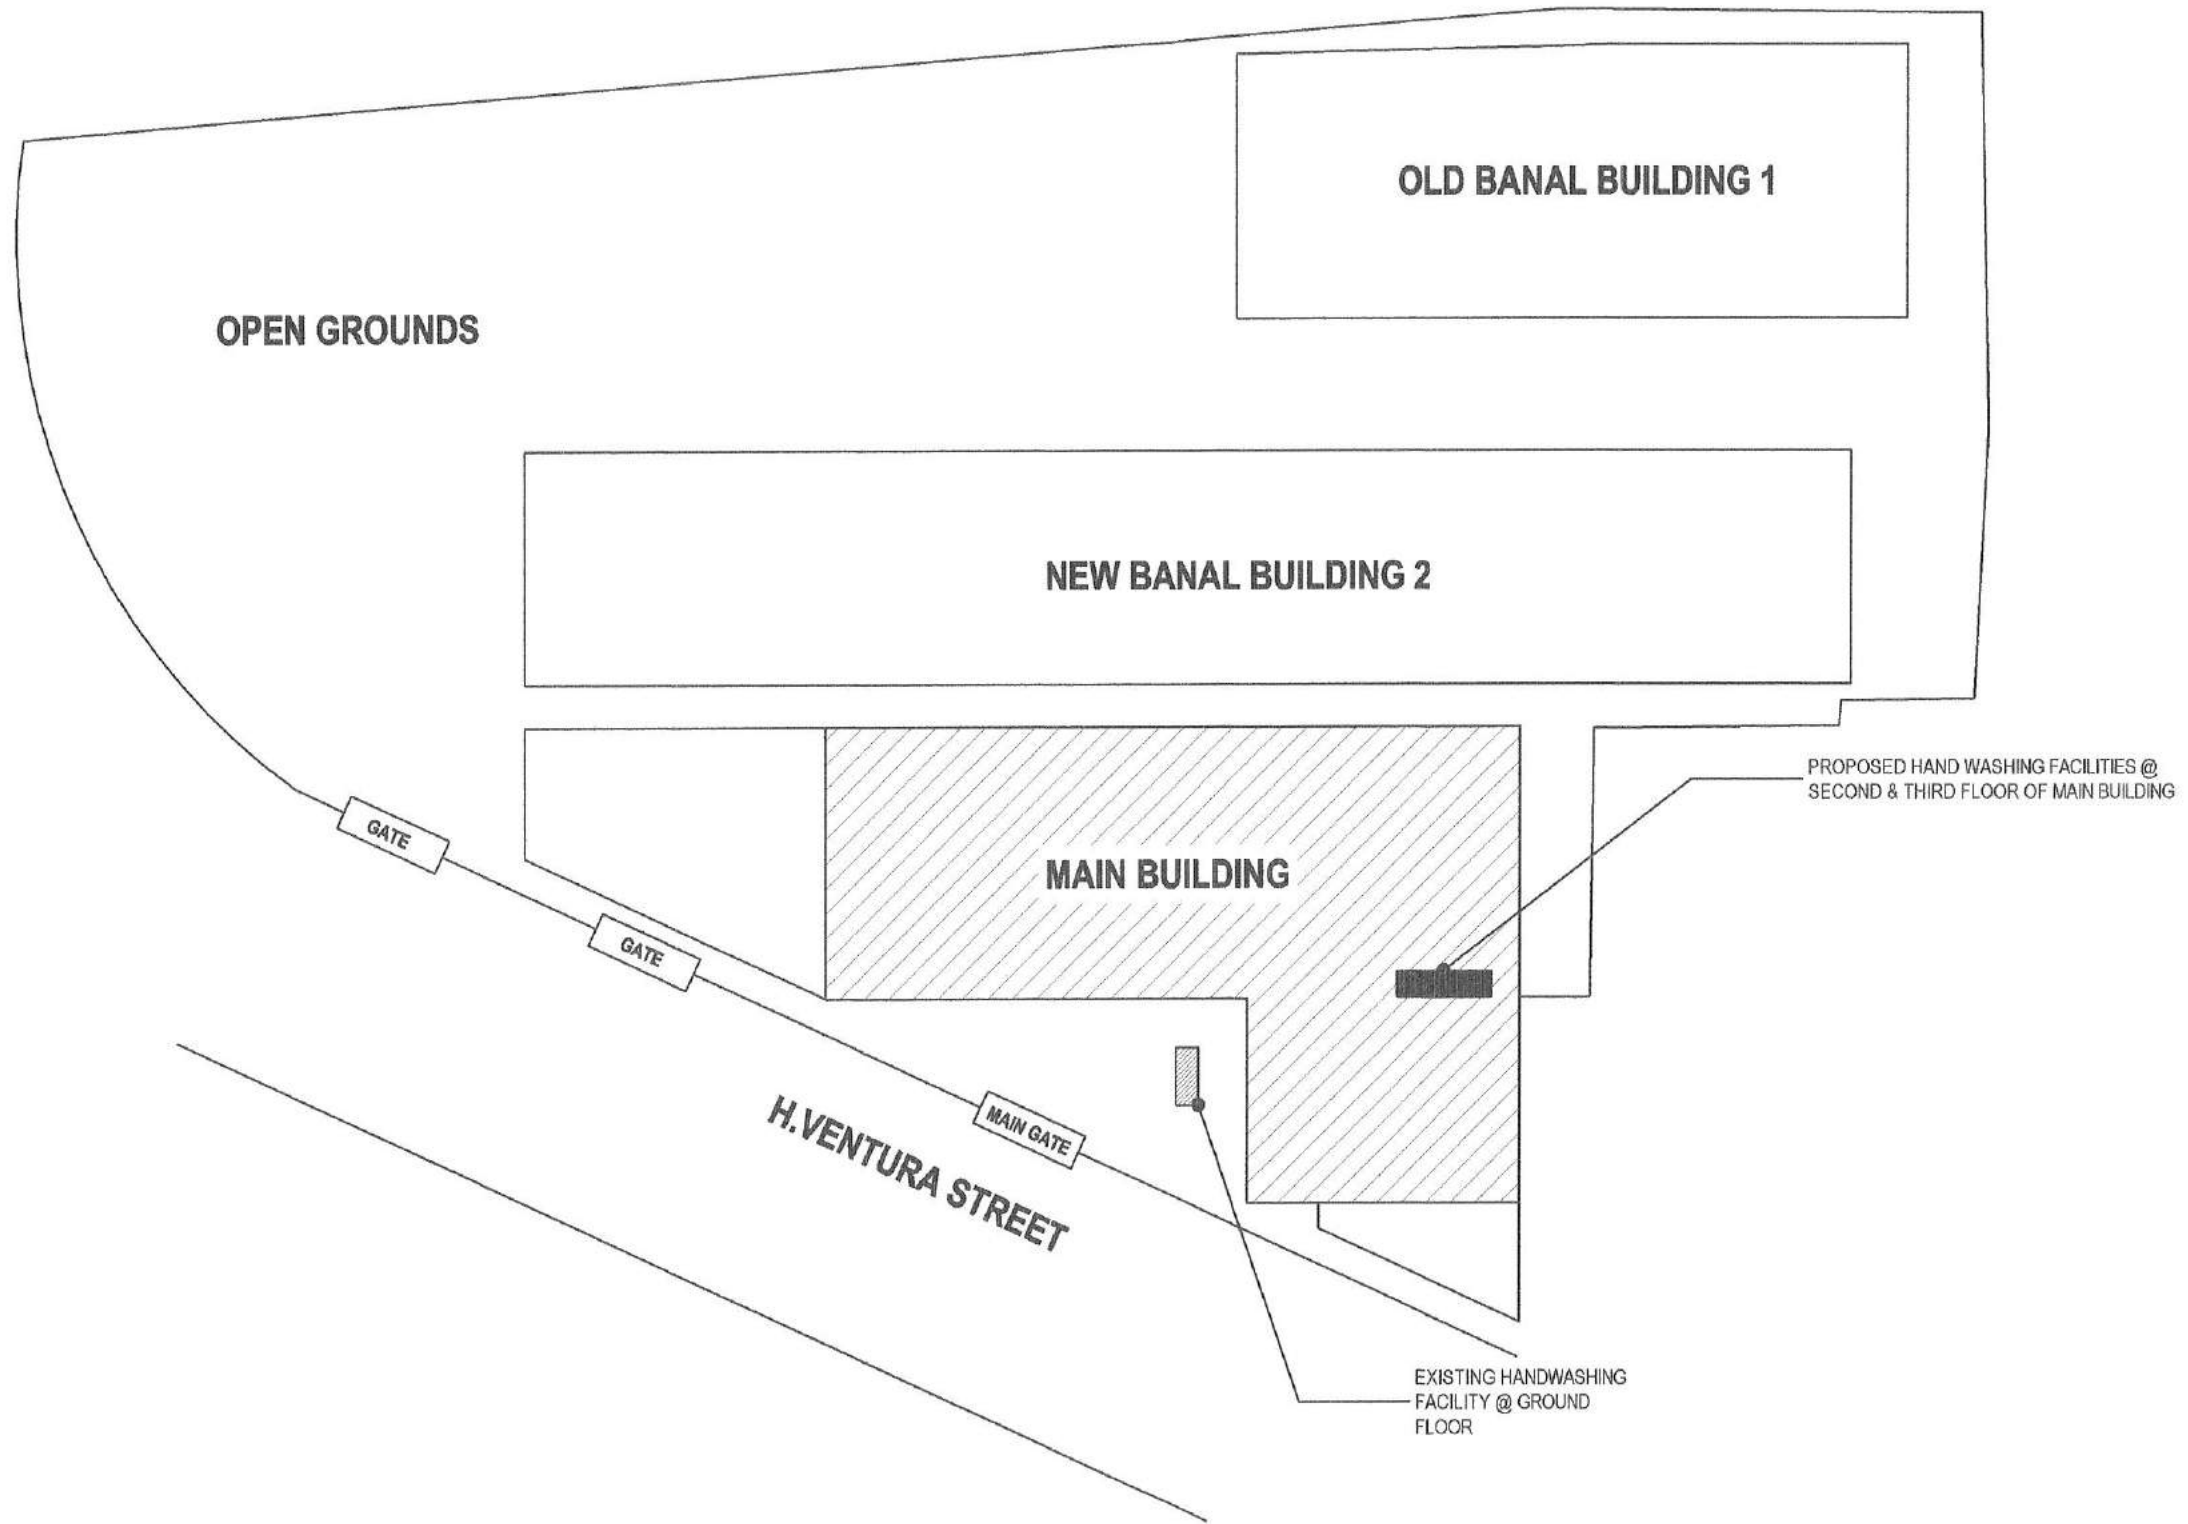 OLD BANAL BUILDING 1
OPEN GROUNDS
NEW BANAL BUILDING 2
PROPOSED HAND WASHING FACILITIES @
SECOND & THIRD FLOOR OF MAIN BUILDING
GATE
MAIN BUILDING
GATE
MAIN GATE
H.VENTURA STREET
EXISTING HANDWASHING
FACILITY @ GROUND
FLOOR